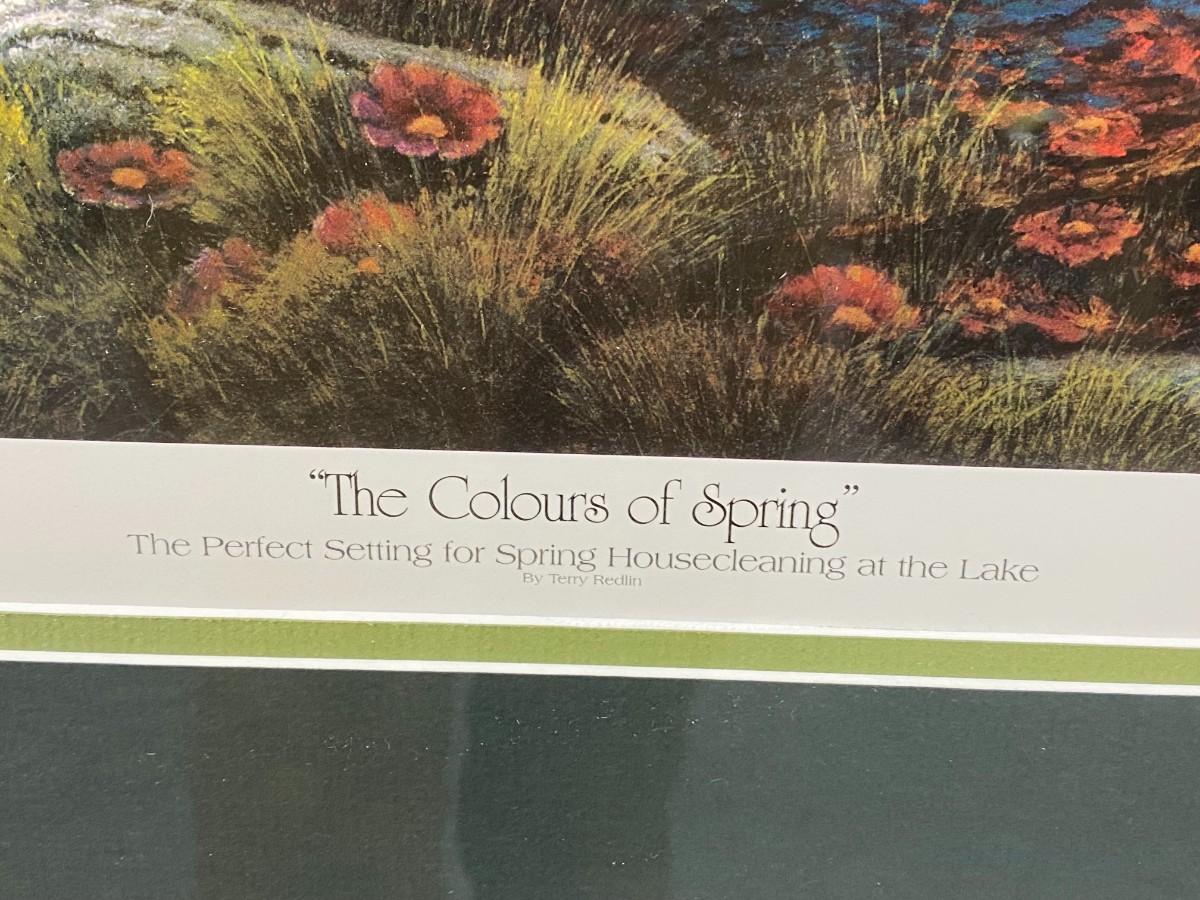 “The Colours of Spring”
The Perfect Setting for Spring Housecleaning at the Lake
By Terry Redlin